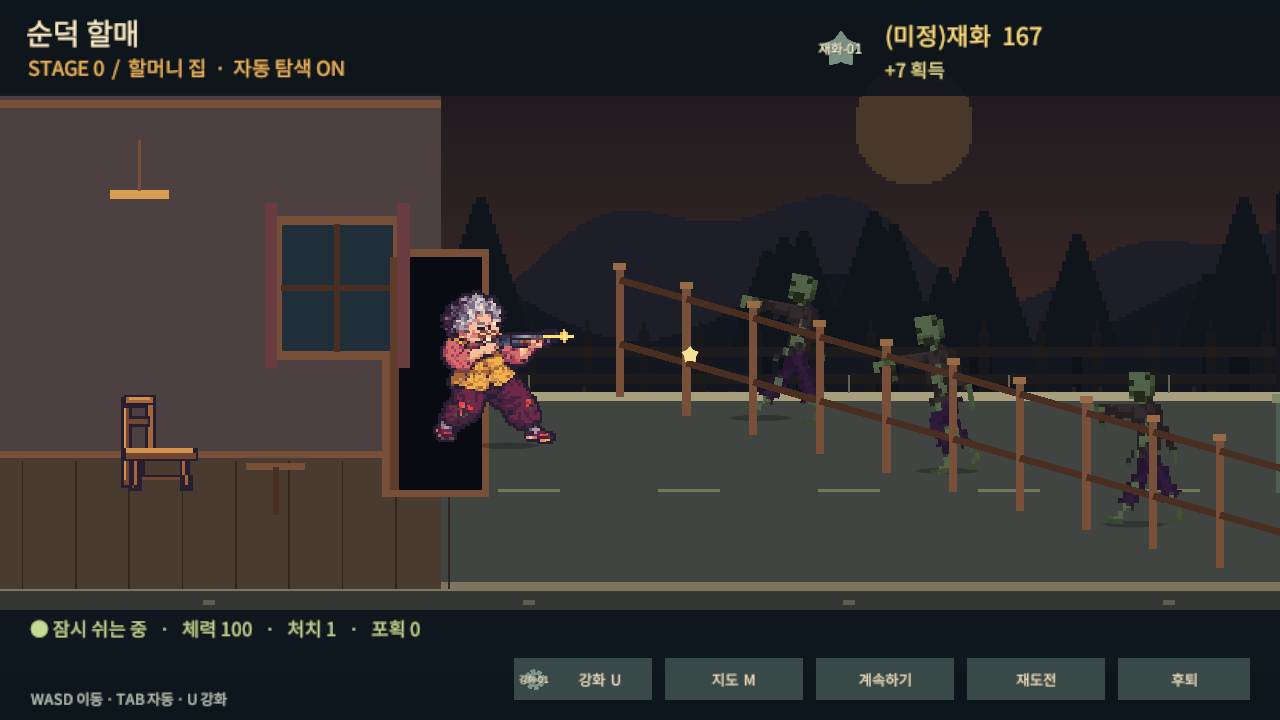 순덕 할매
STAGE 0 / 할머니 집 · 자동 탐색 ON
재화-01
(미정)재화 167
+7 획득
잠시 쉬는 중 · 체력 100 · 처치 1 · 포획 0
강화 U
지도 M
계속하기
재도전
후퇴
WASD 이동 · TAB 자동 · U 강화